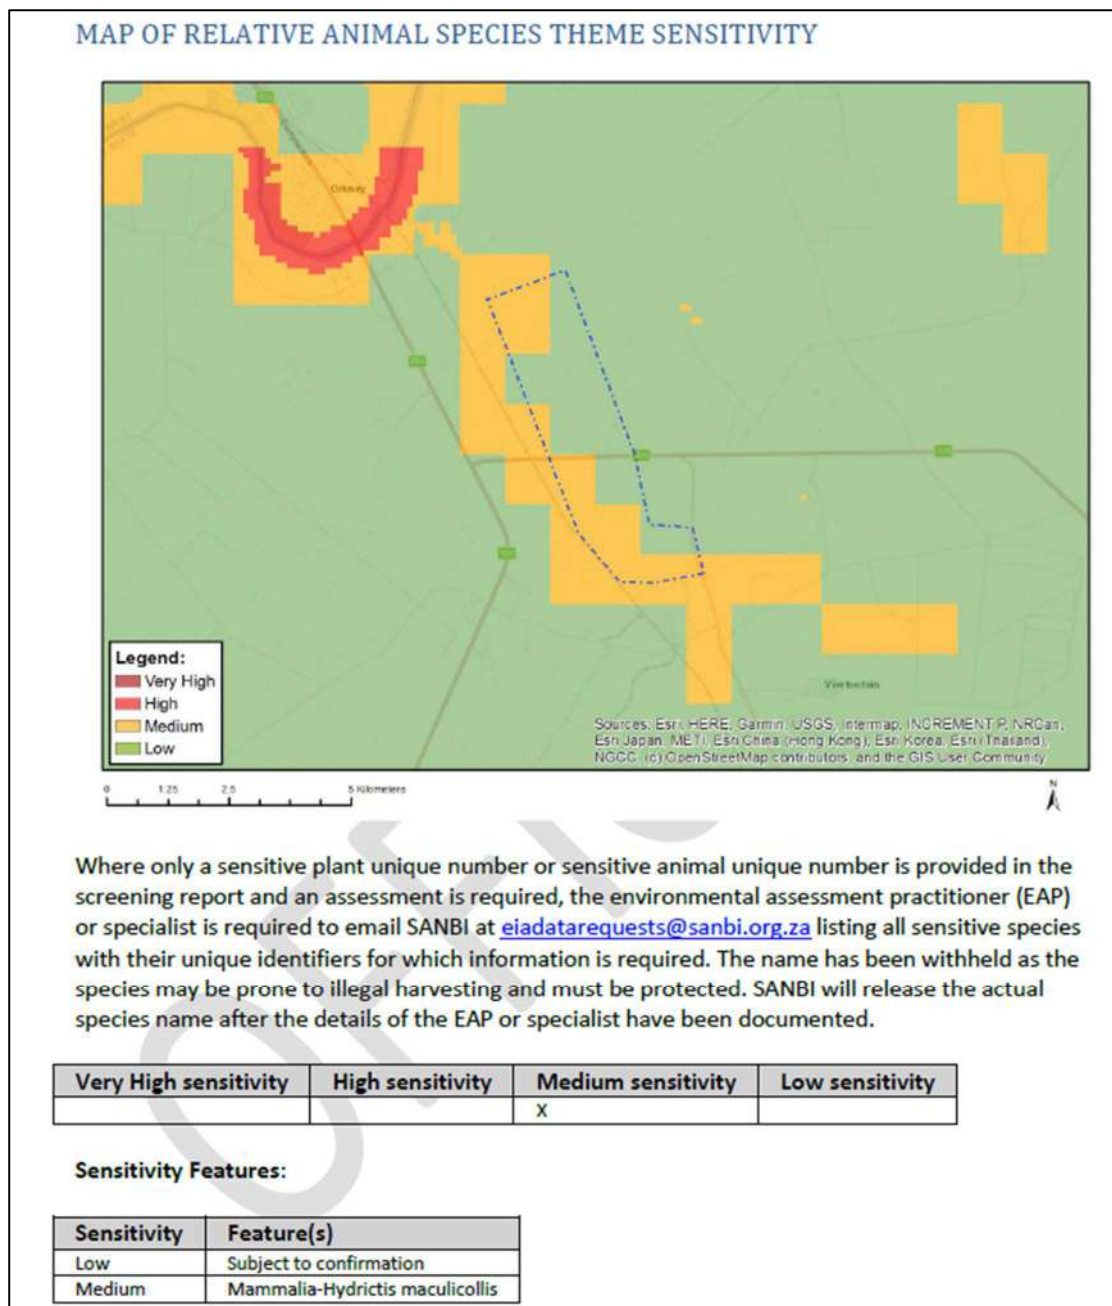 MAP OF RELATIVE ANIMAL SPECIES THEME SENSITIVITY
Orkney
Legend:
Very High
High
Medium
Low
Sources: Esri, HERE, Garmin, USGS, Intermap, INCREMENT P, NRCan,
Esri Japan, METI, Esri China (Hong Kong), Esri Korea, Esri (Thailand),
NGCC, (c) OpenStreetMap contributors, and the GIS User Community
0 1.25 2.5 5 Kilometers
N
Where only a sensitive plant unique number or sensitive animal unique number is provided in the
screening report and an assessment is required, the environmental assessment practitioner (EAP)
or specialist is required to email SANBI at eiadatarequests@sanbi.org.za listing all sensitive species
with their unique identifiers for which information is required. The name has been withheld as the
species may be prone to illegal harvesting and must be protected. SANBI will release the actual
species name after the details of the EAP or specialist have been documented.
Very High sensitivity High sensitivity Medium sensitivity Low sensitivity
X
Sensitivity Features:
Sensitivity Feature(s)
Low Subject to confirmation
Medium Mammalia-Hydrictis maculicollis